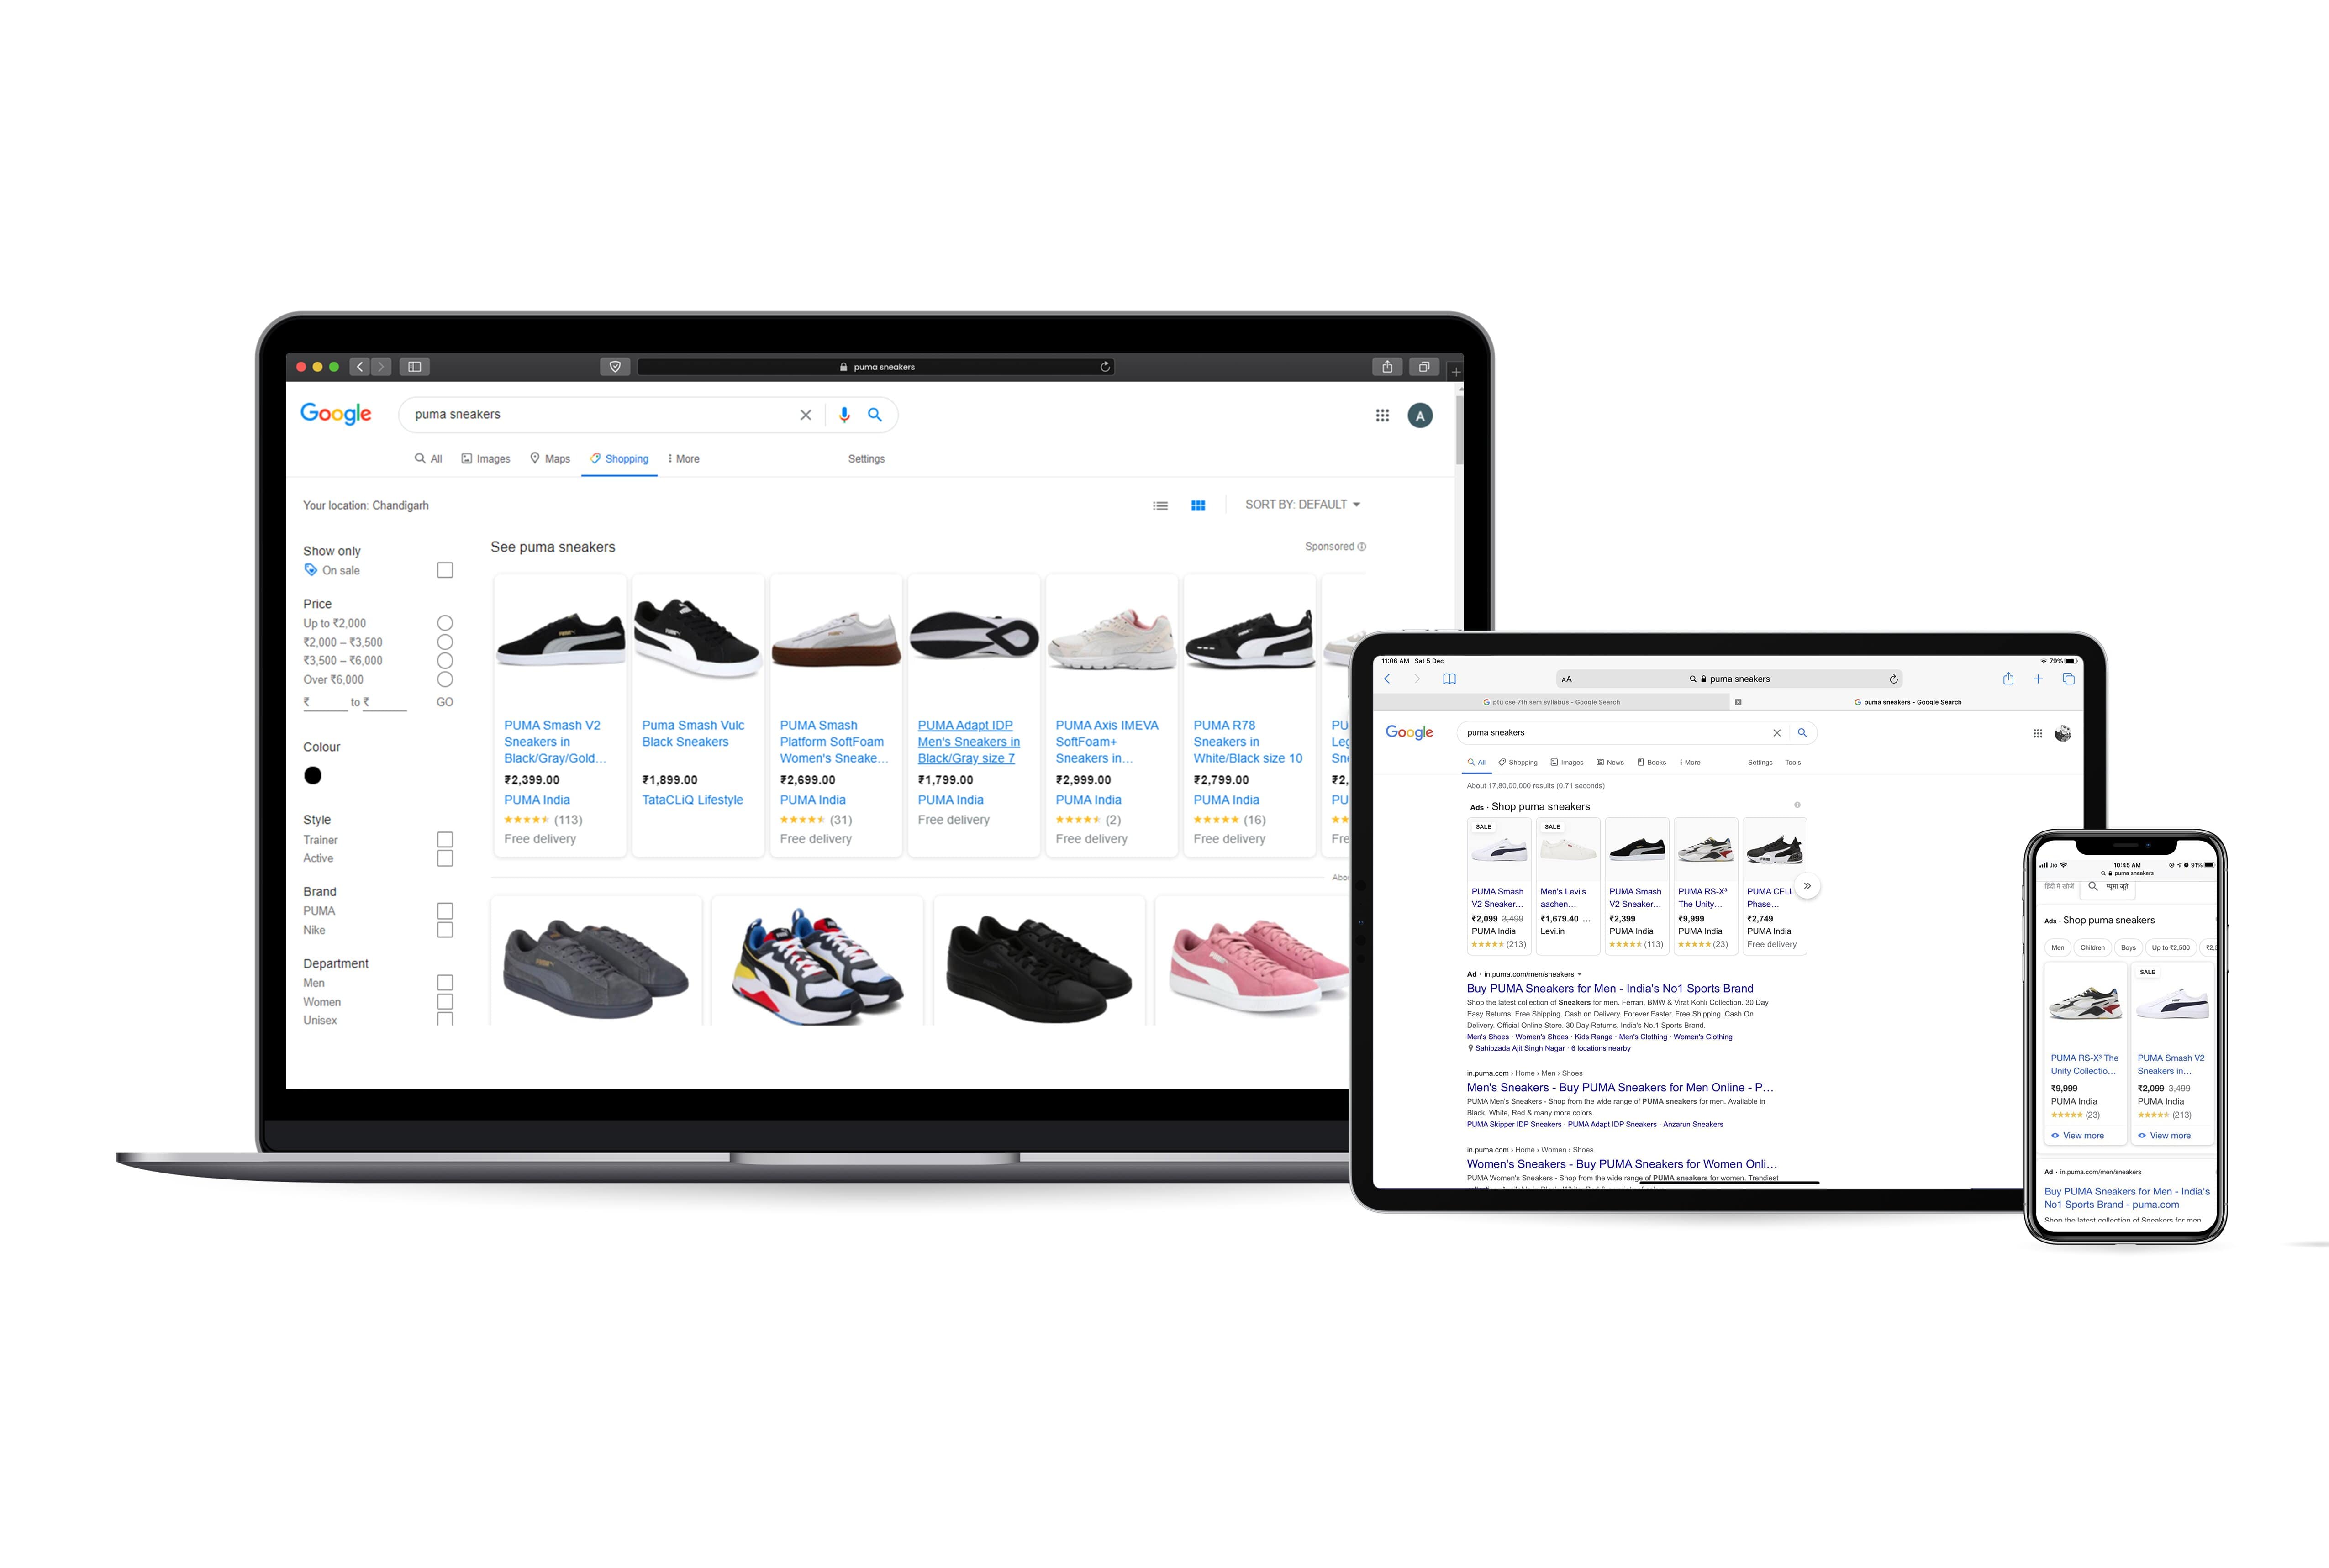 puma sneakers
Google
puma sneakers
A
All
Images
Maps
Shopping
More
Settings
Your location: Chandigarh
SORT BY: DEFAULT
Show only
On sale
Price
Up to ₹2,000
₹2,000 – ₹3,500
₹3,500 – ₹6,000
Over ₹6,000
₹ to ₹ GO
Colour
Style
Trainer
Active
Brand
PUMA
Nike
Department
Men
Women
Unisex
See puma sneakers
Sponsored
PUMA Smash V2
Sneakers in
Black/Gray/Gold...
₹2,399.00
PUMA India
(113)
Free delivery
Puma Smash Vulc
Black Sneakers
₹1,899.00
TataCLiQ Lifestyle
PUMA Smash
Platform SoftFoam
Women's Sneake...
₹2,699.00
PUMA India
(31)
Free delivery
PUMA Adapt IDP
Men's Sneakers in
Black/Gray size 7
₹1,799.00
PUMA India
Free delivery
PUMA Axis IMEVA
SoftFoam+
Sneakers in...
₹2,999.00
PUMA India
(2)
Free delivery
PUMA R78
Sneakers in
White/Black size 10
₹2,799.00
PUMA India
(16)
Free delivery
PU
Leg
Sne
₹2,
PU
Fre
Abo
11:06 AM Sat 5 Dec
79%
AA
puma sneakers
ptu cse 7th sem syllabus - Google Search
puma sneakers - Google Search
Google
puma sneakers
All
Shopping
Images
News
Books
More
Settings
Tools
About 17,80,00,000 results (0.71 seconds)
Ads · Shop puma sneakers
SALE
PUMA Smash
V2 Sneaker...
₹2,099 3,499
PUMA India
(213)
SALE
Men's Levi's
aachen...
₹1,679.40 ...
Levi.in
PUMA Smash
V2 Sneaker...
₹2,399
PUMA India
(113)
PUMA RS-X³
The Unity...
₹9,999
PUMA India
(23)
PUMA CELL
Phase...
₹2,749
PUMA India
Free delivery
Ad · in.puma.com/men/sneakers
Buy PUMA Sneakers for Men - India's No1 Sports Brand
Shop the latest collection of Sneakers for men. Ferrari, BMW & Virat Kohli Collection. 30 Day
Easy Returns. Free Shipping. Cash on Delivery. Forever Faster. Free Shipping. Cash On
Delivery. Official Online Store. 30 Day Returns. India's No.1 Sports Brand.
Men's Shoes · Women's Shoes · Kids Range · Men's Clothing · Women's Clothing
Sahibzada Ajit Singh Nagar · 6 locations nearby
in.puma.com › Home › Men › Shoes
Men's Sneakers - Buy PUMA Sneakers for Men Online - P...
PUMA Men's Sneakers - Shop from the wide range of PUMA sneakers for men. Available in
Black, White, Red & many more colors.
PUMA Skipper IDP Sneakers · PUMA Adapt IDP Sneakers · Anzarun Sneakers
in.puma.com › Home › Women › Shoes
Women's Sneakers - Buy PUMA Sneakers for Women Onli...
PUMA Women's Sneakers - Shop from the wide range of PUMA sneakers for women. Trendiest
Jio
10:45 AM
91%
puma sneakers
हिंदी में खोजें
प्यूमा जूते
Ads · Shop puma sneakers
Men
Children
Boys
Up to ₹2,500
PUMA RS-X³ The
Unity Collectio...
₹9,999
PUMA India
(23)
View more
SALE
PUMA Smash V2
Sneakers in...
₹2,099 3,499
PUMA India
(213)
View more
Ad · in.puma.com/men/sneakers
Buy PUMA Sneakers for Men - India's
No1 Sports Brand - puma.com
Shop the latest collection of Sneakers for men